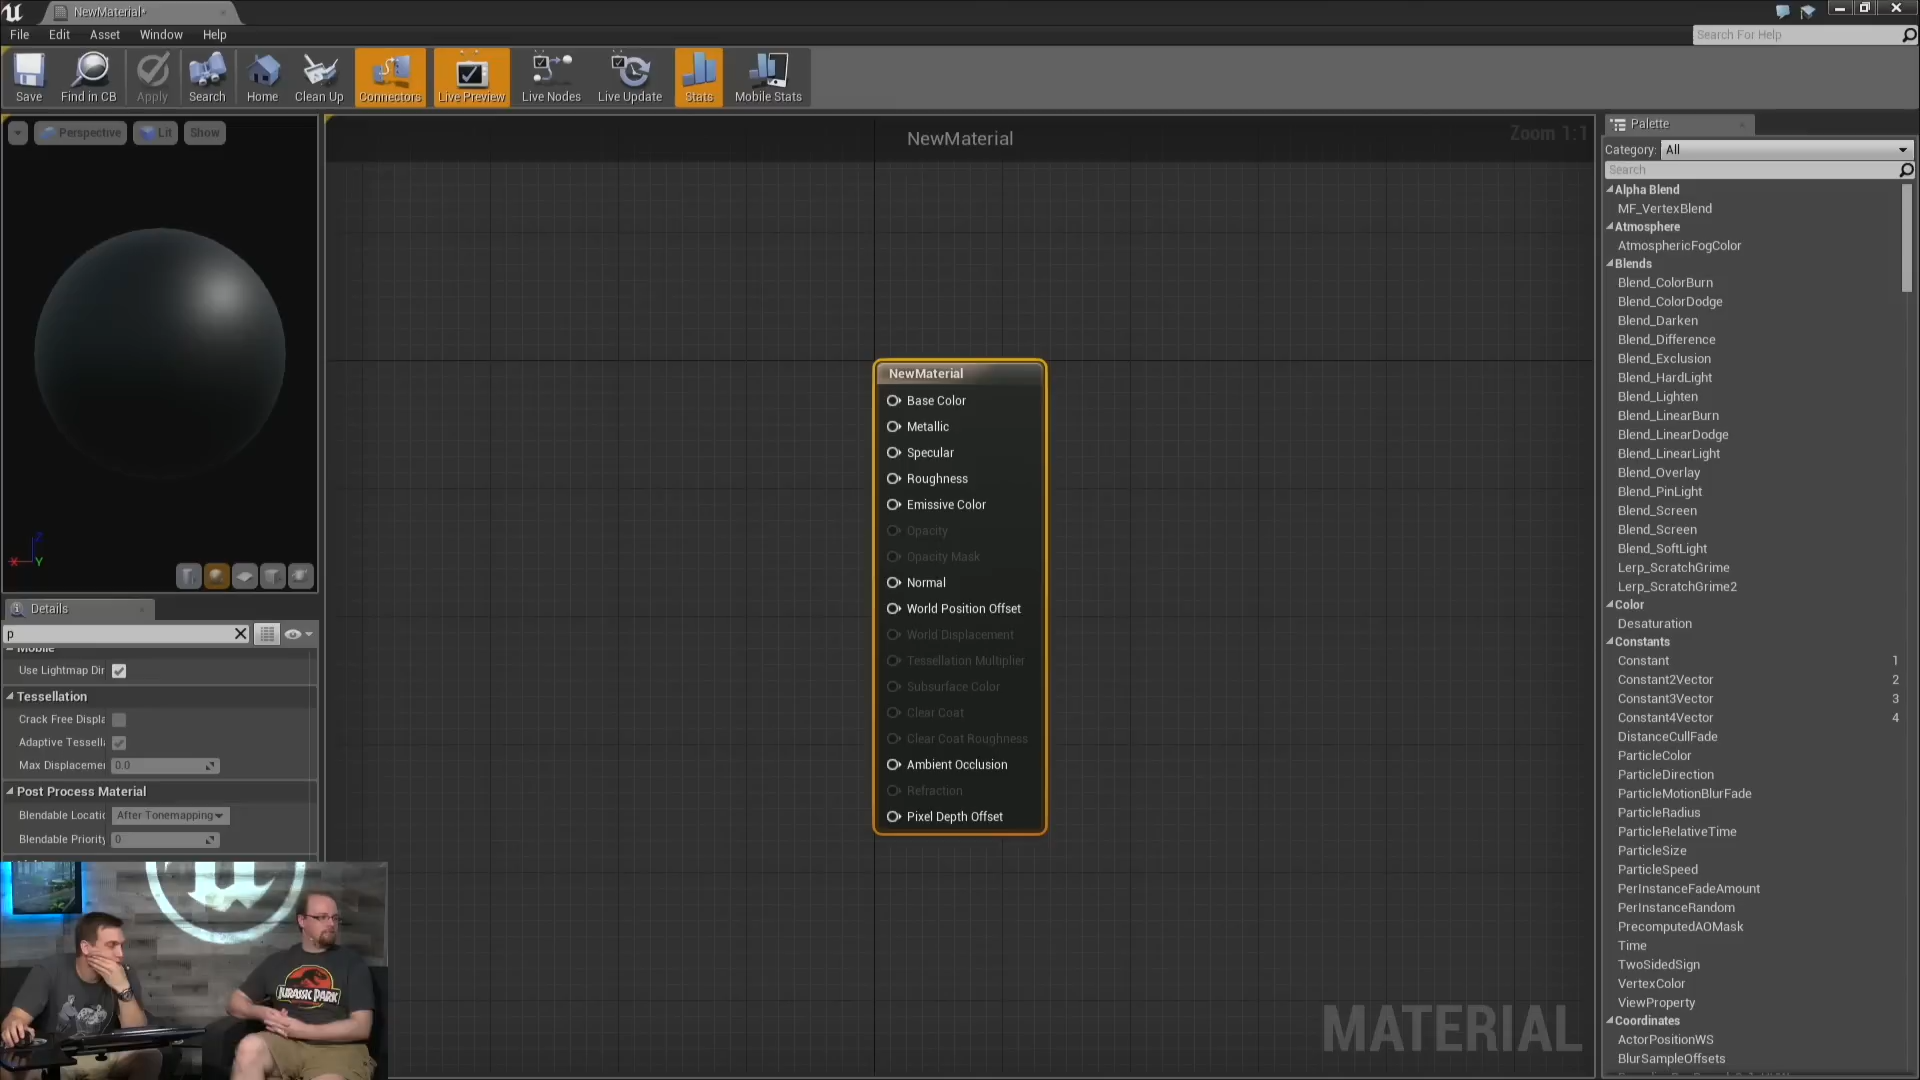 NewMaterial*
File Edit Asset Window Help
Search For Help
Save Find in CB Apply Search Home Clean Up Connectors Live Preview Live Nodes Live Update Stats Mobile Stats
Perspective Lit Show
NewMaterial
Zoom 1:1
Palette
Category: All
Search
Alpha Blend
MF_VertexBlend
Atmosphere
AtmosphericFogColor
Blends
Blend_ColorBurn
Blend_ColorDodge
Blend_Darken
Blend_Difference
Blend_Exclusion
Blend_HardLight
Blend_Lighten
Blend_LinearBurn
Blend_LinearDodge
Blend_LinearLight
Blend_Overlay
Blend_PinLight
Blend_Screen
Blend_Screen
Blend_SoftLight
Lerp_ScratchGrime
Lerp_ScratchGrime2
Color
Desaturation
Constants
Constant 1
Constant2Vector 2
Constant3Vector 3
Constant4Vector 4
DistanceCullFade
ParticleColor
ParticleDirection
ParticleMotionBlurFade
ParticleRadius
ParticleRelativeTime
ParticleSize
ParticleSpeed
PerInstanceFadeAmount
PerInstanceRandom
PrecomputedAOMask
Time
TwoSidedSign
VertexColor
ViewProperty
Coordinates
ActorPositionWS
BlurSampleOffsets
NewMaterial
Base Color
Metallic
Specular
Roughness
Emissive Color
Opacity
Opacity Mask
Normal
World Position Offset
World Displacement
Tessellation Multiplier
Subsurface Color
Clear Coat
Clear Coat Roughness
Ambient Occlusion
Refraction
Pixel Depth Offset
MATERIAL
Z
X Y
Details
p
Mobile
Use Lightmap Dir
Tessellation
Crack Free Displa
Adaptive Tessell
Max Displacemen 0.0
Post Process Material
Blendable Locatio After Tonemapping
Blendable Priority 0
JURASSIC PARK